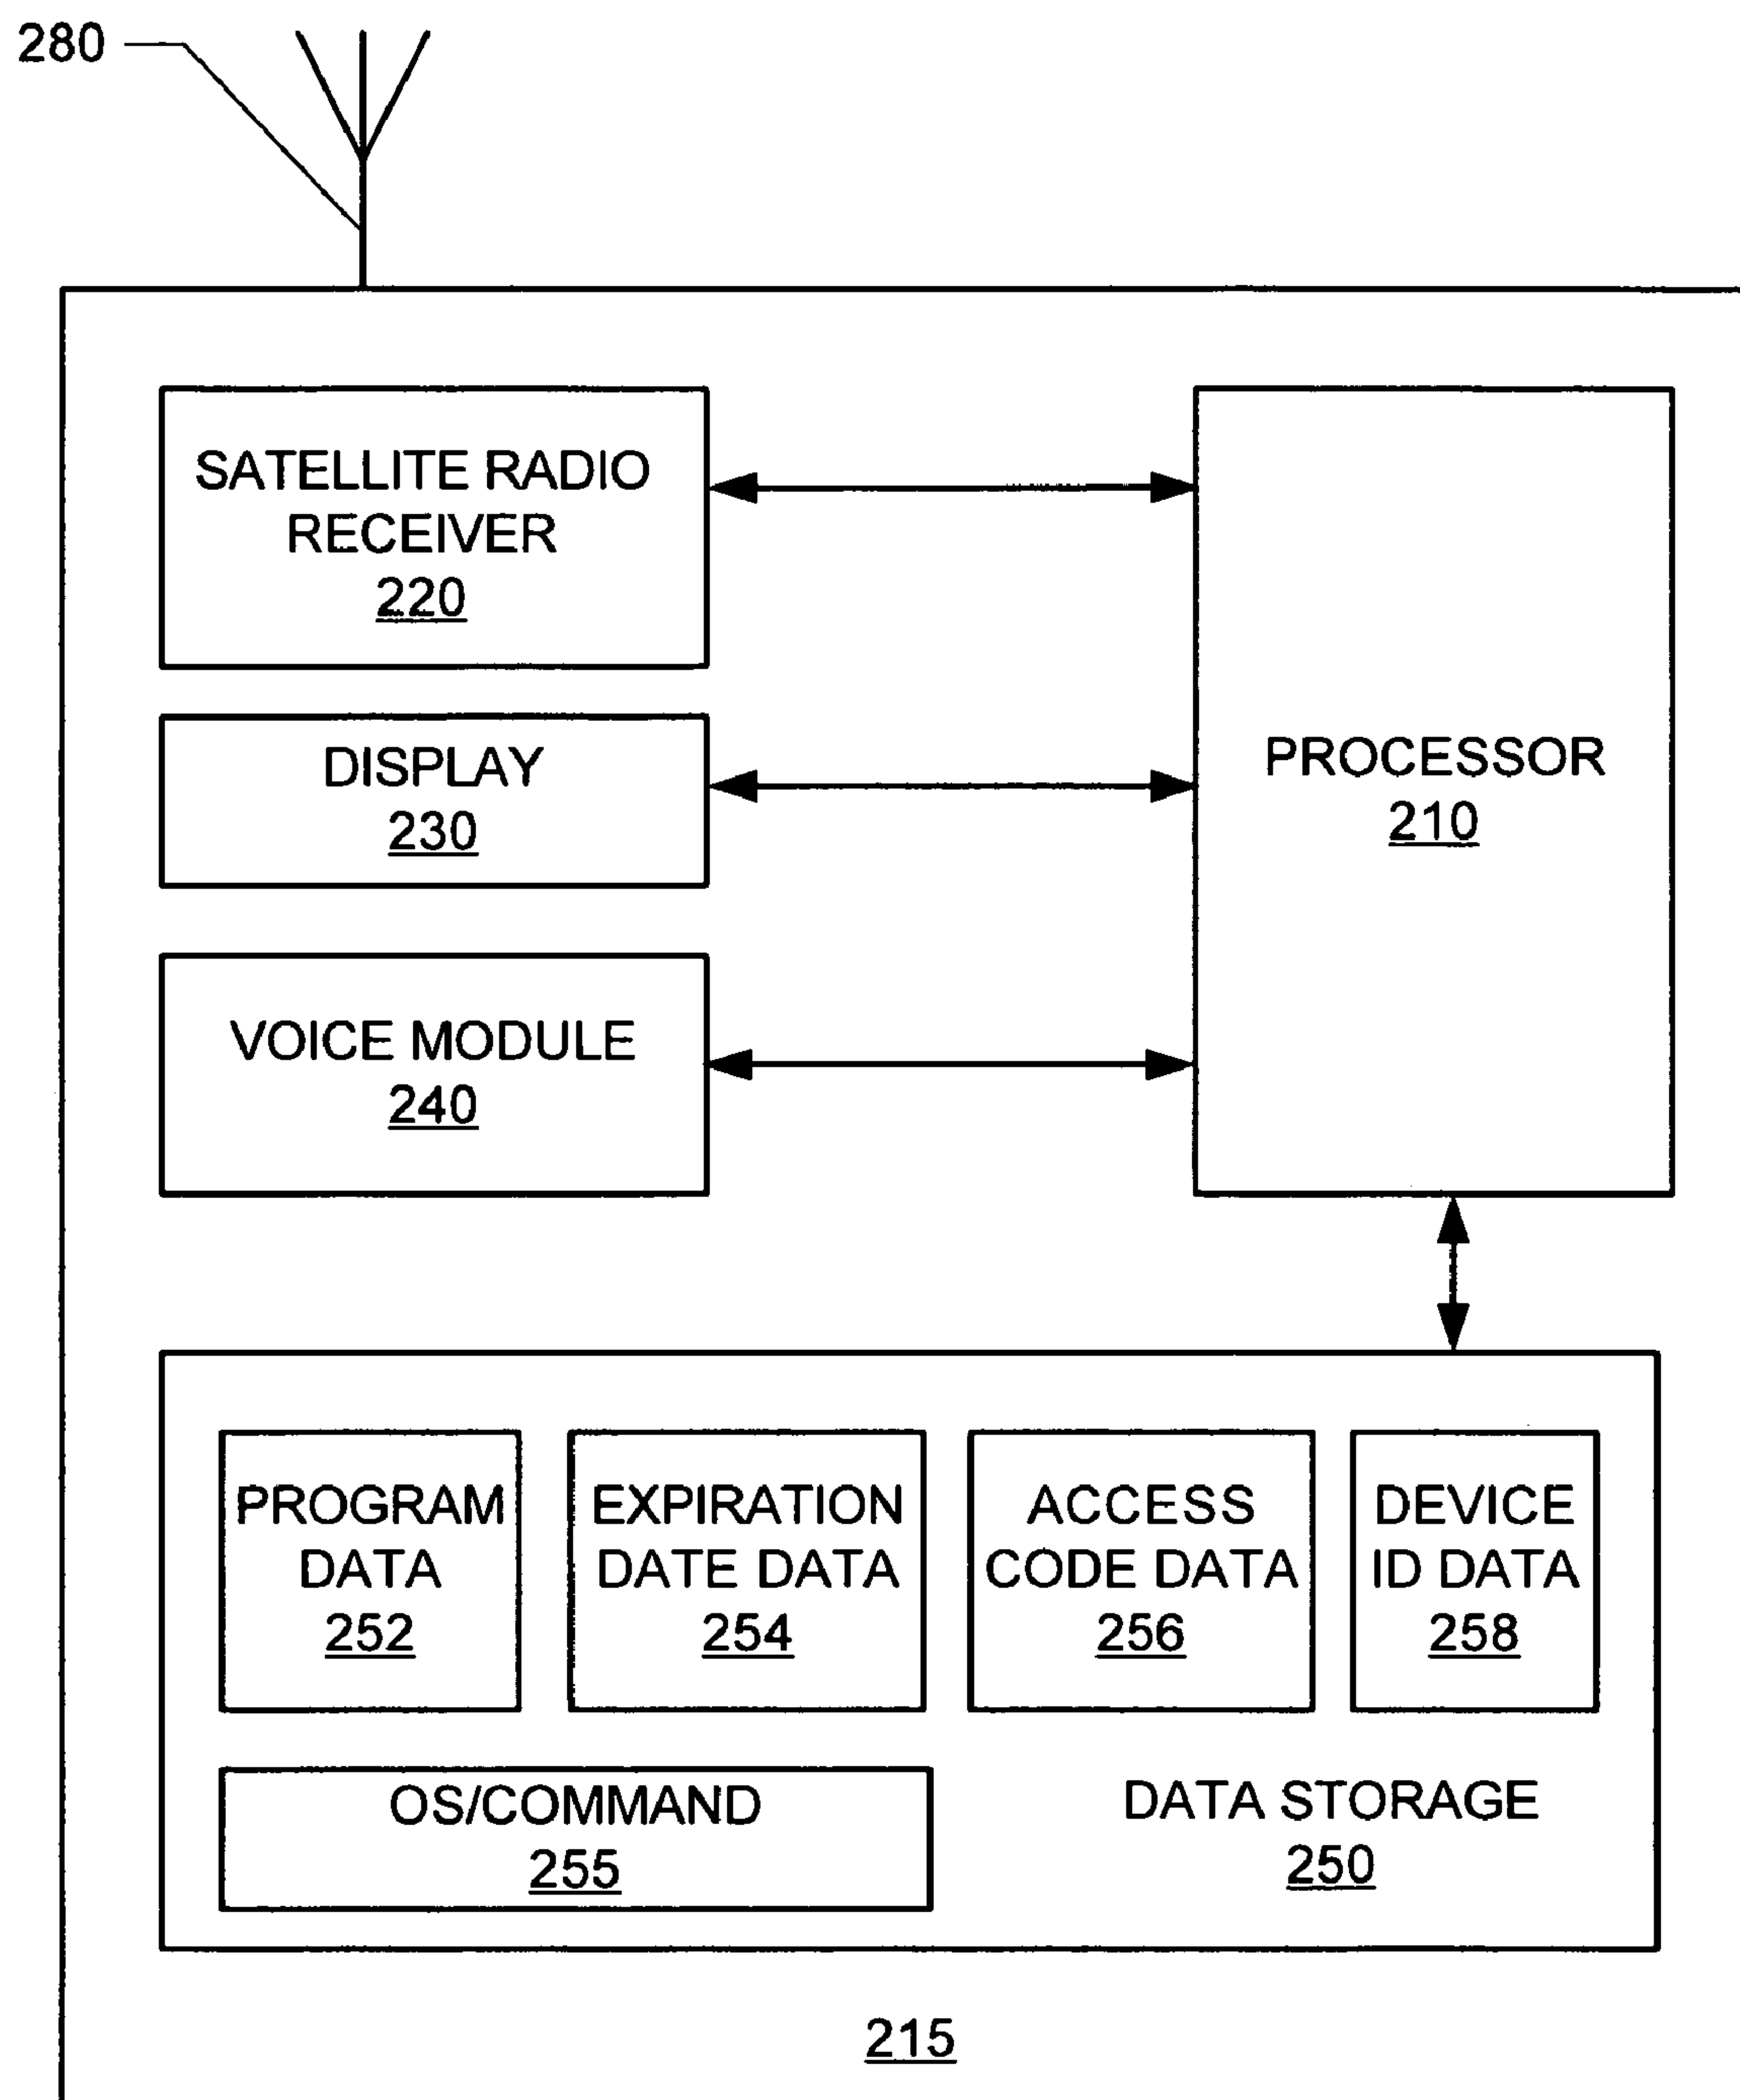 280
SATELLITE RADIO
RECEIVER
220
DISPLAY
230
VOICE MODULE
240
PROCESSOR
210
PROGRAM
DATA
252
EXPIRATION
DATE DATA
254
ACCESS
CODE DATA
256
DEVICE
ID DATA
258
OS/COMMAND
255
DATA STORAGE
250
215